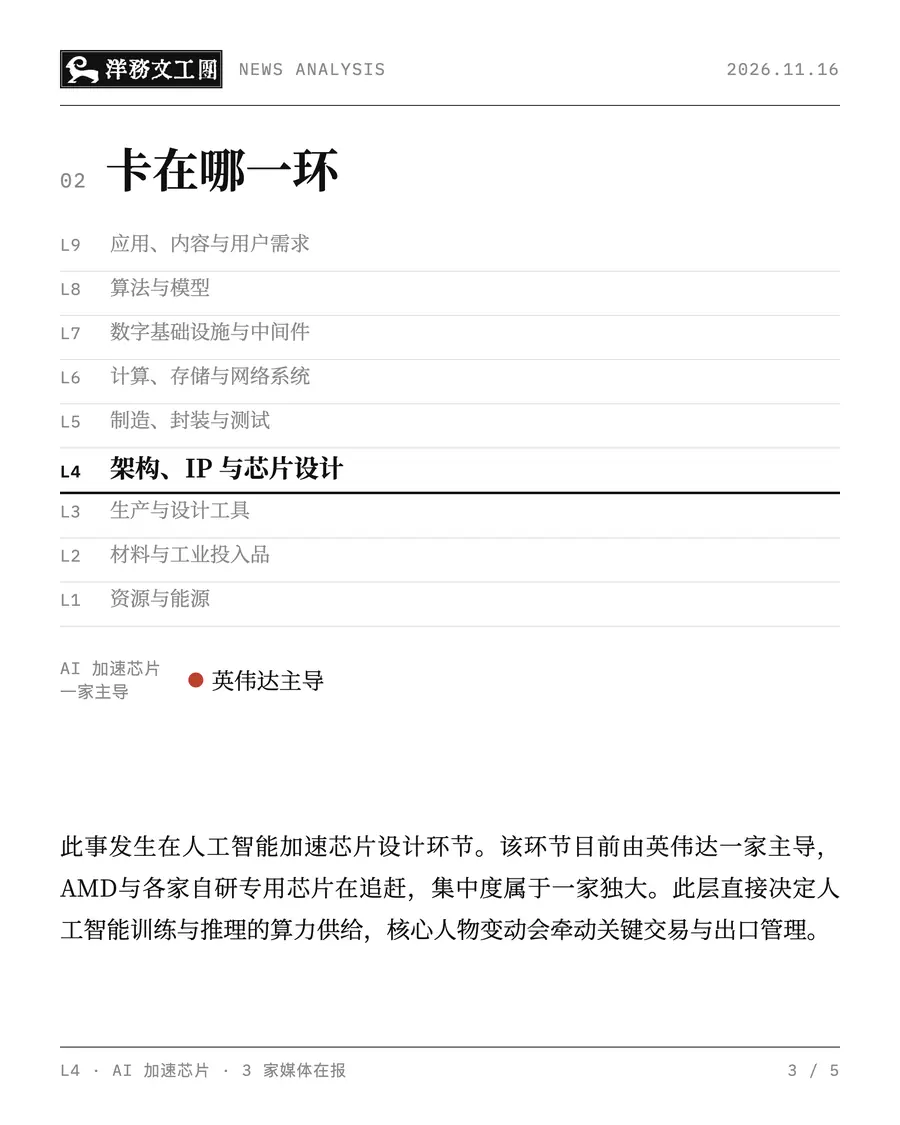 洋務文工團 NEWS ANALYSIS 2026.11.16
02 卡在哪一环
L9 应用、内容与用户需求
L8 算法与模型
L7 数字基础设施与中间件
L6 计算、存储与网络系统
L5 制造、封装与测试
L4 架构、IP 与芯片设计
L3 生产与设计工具
L2 材料与工业投入品
L1 资源与能源
AI 加速芯片
一家主导
英伟达主导
此事发生在人工智能加速芯片设计环节。该环节目前由英伟达一家主导，
AMD与各家自研专用芯片在追赶，集中度属于一家独大。此层直接决定人
工智能训练与推理的算力供给，核心人物变动会牵动关键交易与出口管理。
L4 · AI 加速芯片 · 3 家媒体在报 3 / 5